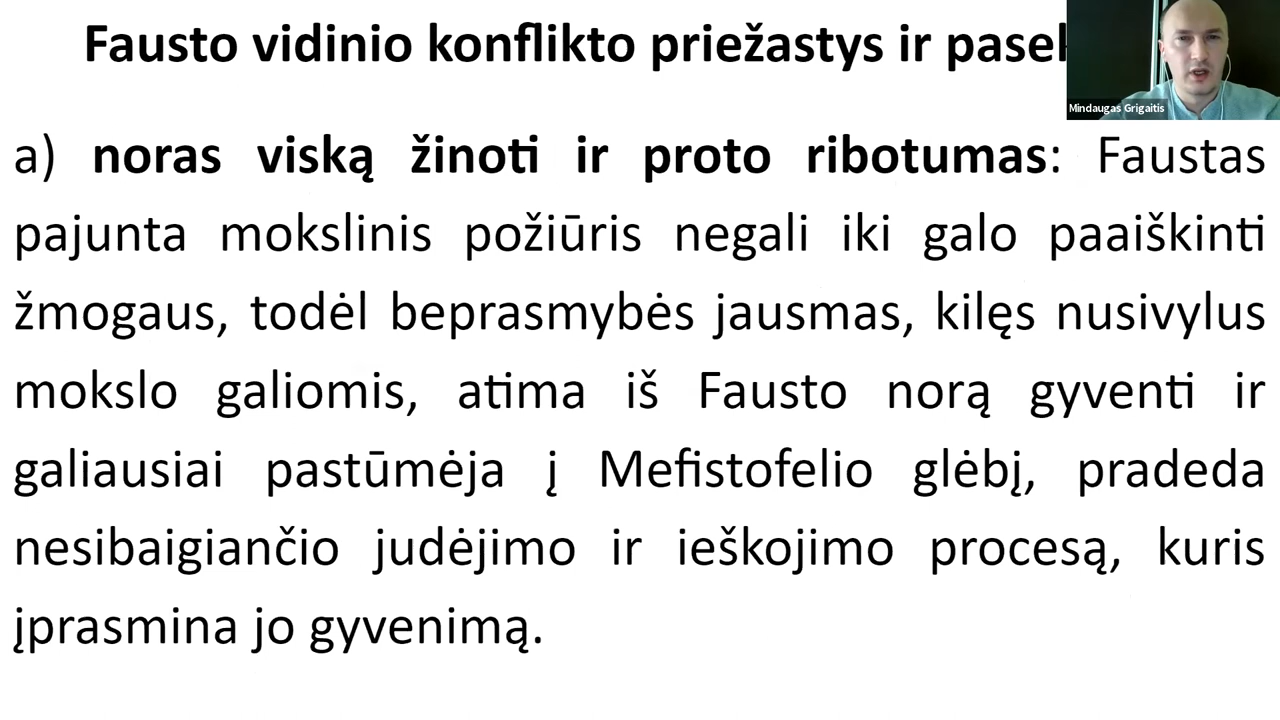 Fausto vidinio konflikto priežastys ir
Mindaugas Grigaitis
a) noras viską žinoti ir proto ribotumas: Faustas
pajunta mokslinis požiūris negali iki galo paaiškinti
žmogaus, todėl beprasmybės jausmas, kilęs nusivylus
mokslo galiomis, atima iš Fausto norą gyventi ir
galiausiai pastūmėja į Mefistofelio glėbį, pradeda
nesibaigiančio judėjimo ir ieškojimo procesą, kuris
įprasmina jo gyvenimą.